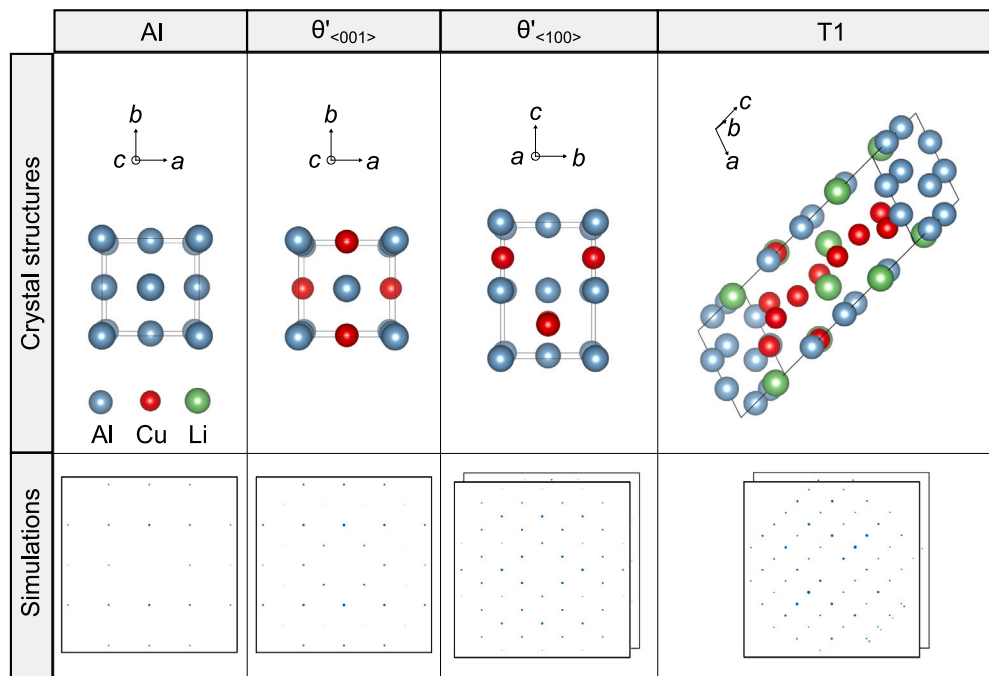 Al
θ'<001>
θ'<100>
T1
Crystal structures
b
c a
c
a b
b
c a
c
b
a
Al Cu Li
Simulations